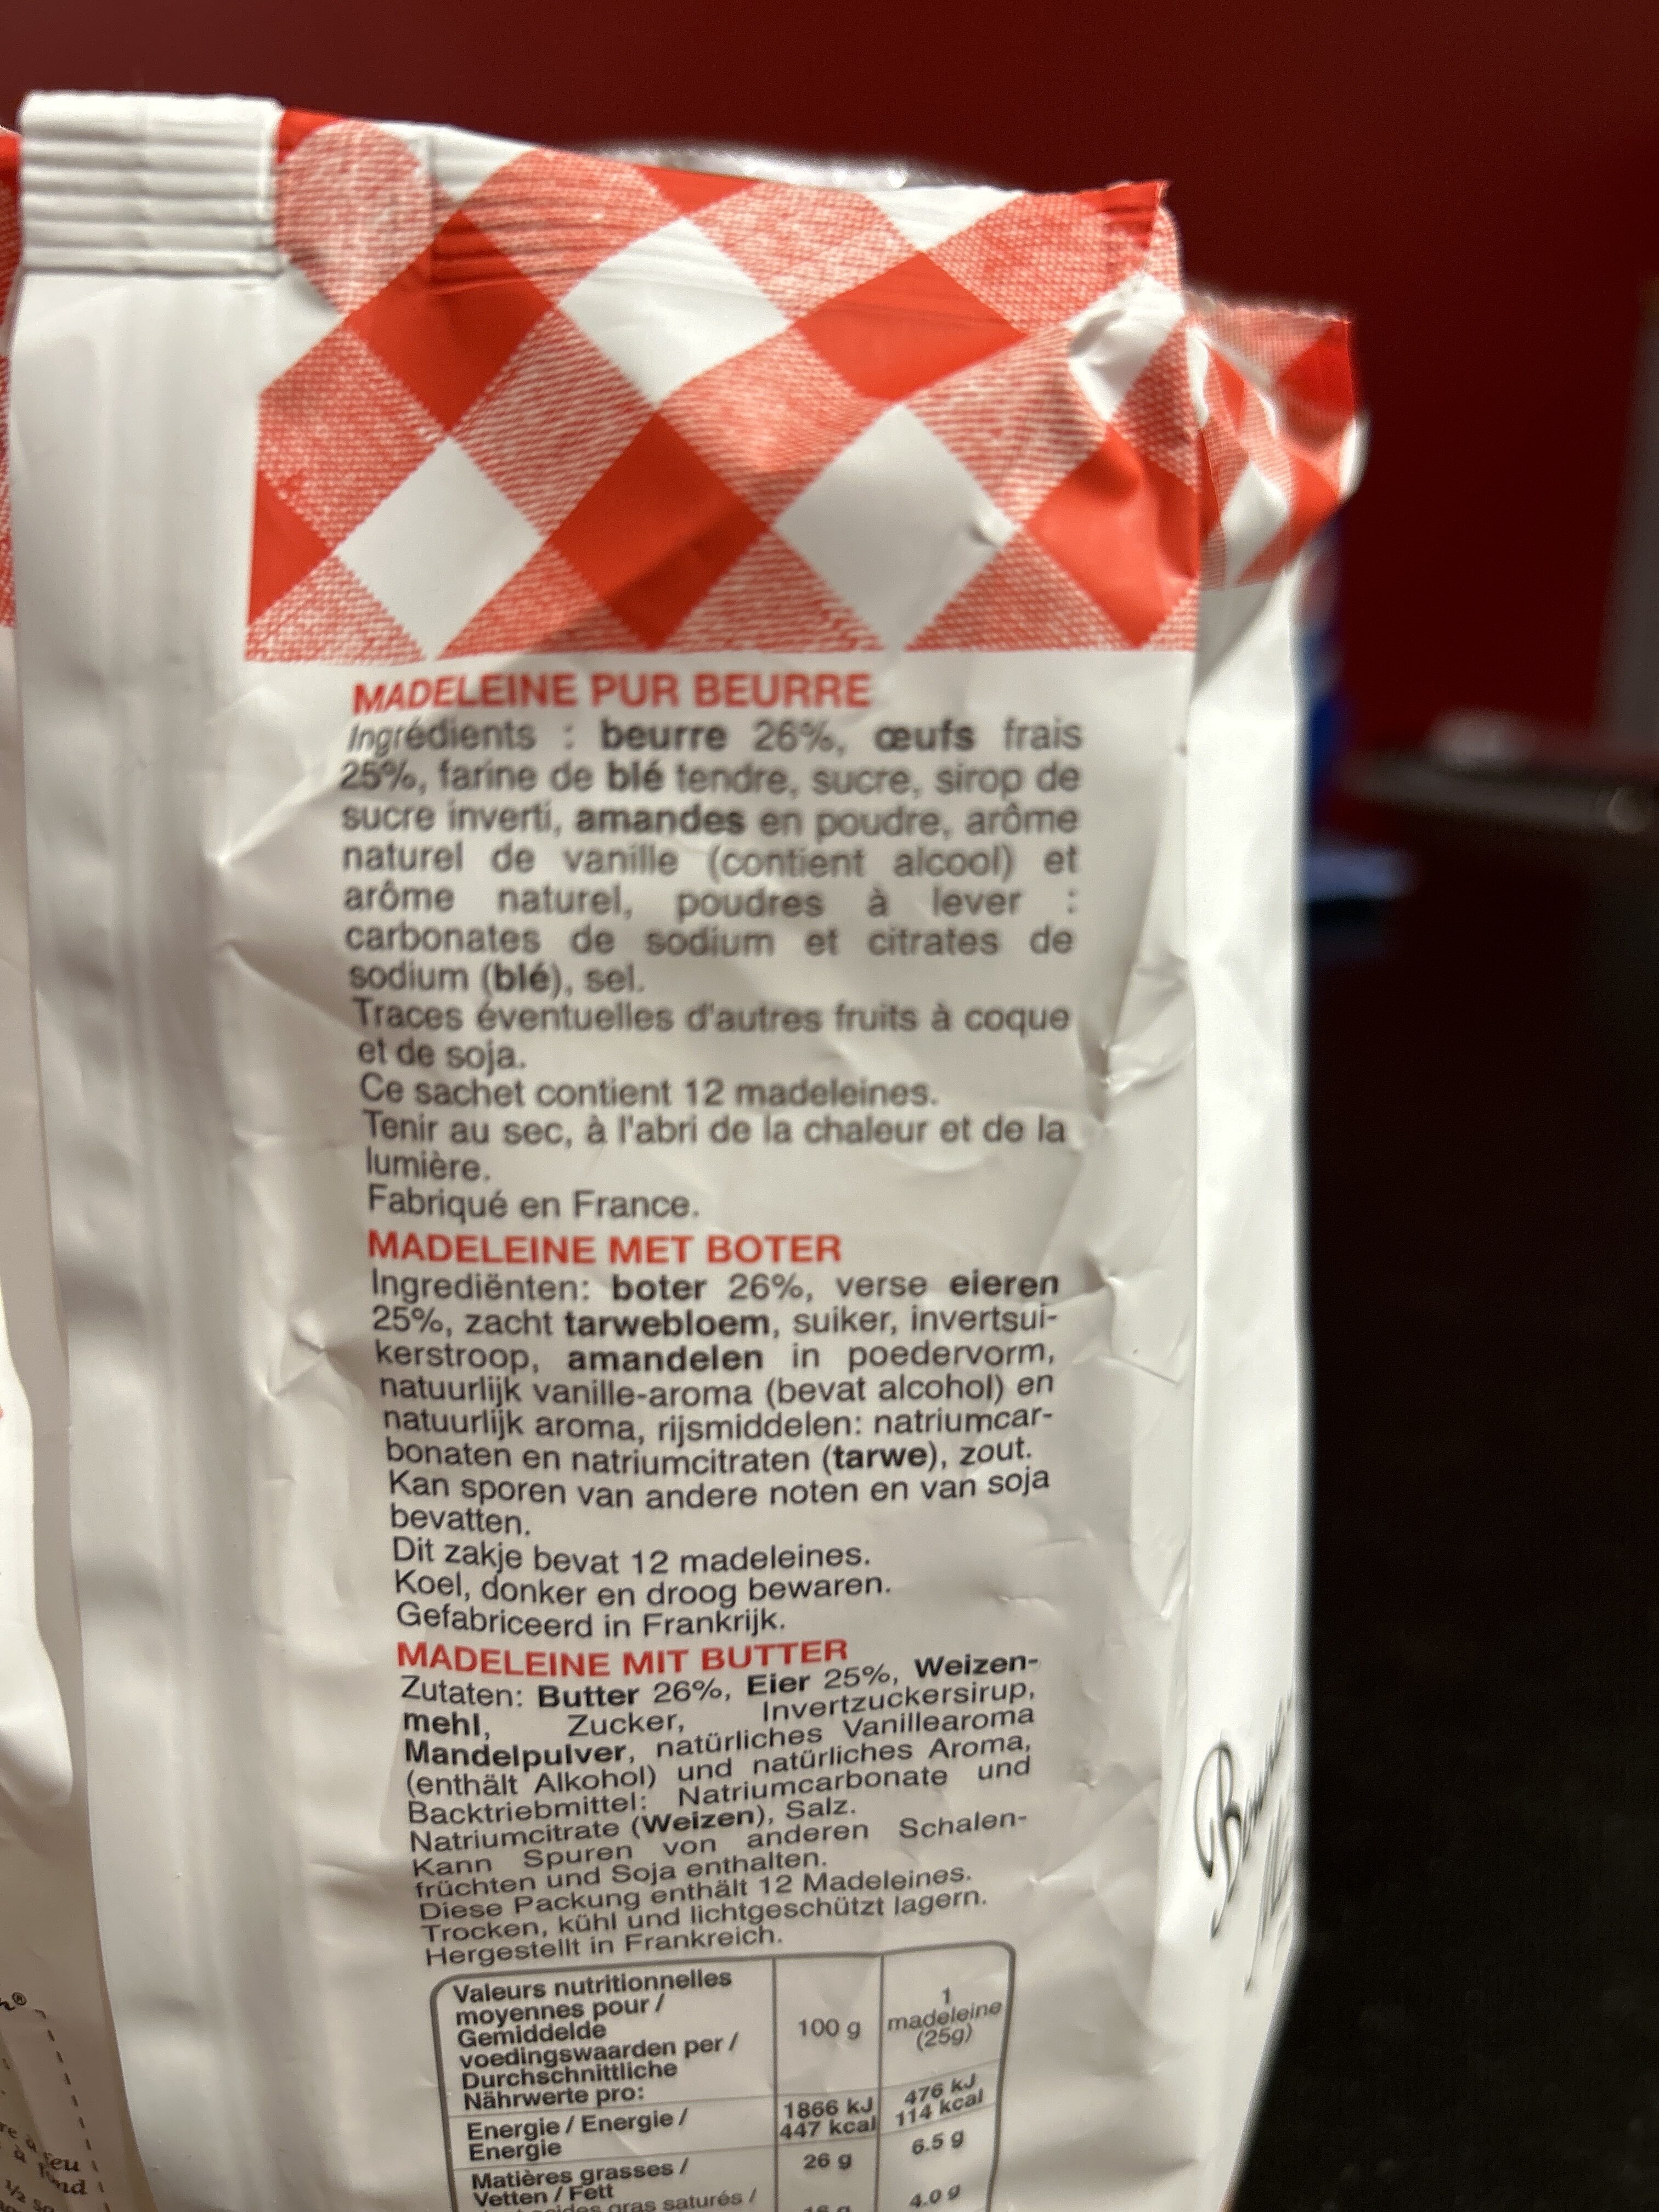 MADELEINE PUR BEURRE
Ingrédients : beurre 26%, œufs frais
25%, farine de blé tendre, sucre, sirop de
sucre inverti, amandes en poudre, arôme
naturel de vanille (contient alcool) et
arôme naturel, poudres à lever :
carbonates de sodium et citrates de
sodium (blé), sel.
Traces éventuelles d'autres fruits à coque
et de soja.
Ce sachet contient 12 madeleines.
Tenir au sec, à l'abri de la chaleur et de la
lumière.
Fabriqué en France.
MADELEINE MET BOTER
Ingrediënten: boter 26%, verse eieren
25%, zacht tarwebloem, suiker, invertsui-
kerstroop, amandelen in poedervorm,
natuurlijk vanille-aroma (bevat alcohol) en
natuurlijk aroma, rijsmiddelen: natriumcar-
bonaten en natriumcitraten (tarwe), zout.
Kan sporen van andere noten en van soja
bevatten.
Dit zakje bevat 12 madeleines.
Koel, donker en droog bewaren.
Gefabriceerd in Frankrijk.
MADELEINE MIT BUTTER
Zutaten: Butter 26%, Eier 25%, Weizen-
mehl, Zucker, Invertzuckersirup,
Mandelpulver, natürliches Vanillearoma
(enthält Alkohol) und natürliches Aroma,
Backtriebmittel: Natriumcarbonate und
Natriumcitrate (Weizen), Salz.
Kann Spuren von anderen Schalen-
früchten und Soja enthalten.
Diese Packung enthält 12 Madeleines.
Trocken, kühl und lichtgeschützt lagern.
Hergestellt in Frankreich.
Valeurs nutritionnelles
moyennes pour /
Gemiddelde
voedingswaarden per /
Durchschnittliche
Nährwerte pro:
100 g
1
madeleine
(25g)
Energie / Energie /
Energie
1866 kJ
447 kcal
476 kJ
114 kcal
Matières grasses /
Vetten / Fett
26 g
6.5 g
gras saturés /
4.0 g
feu
à
1/2